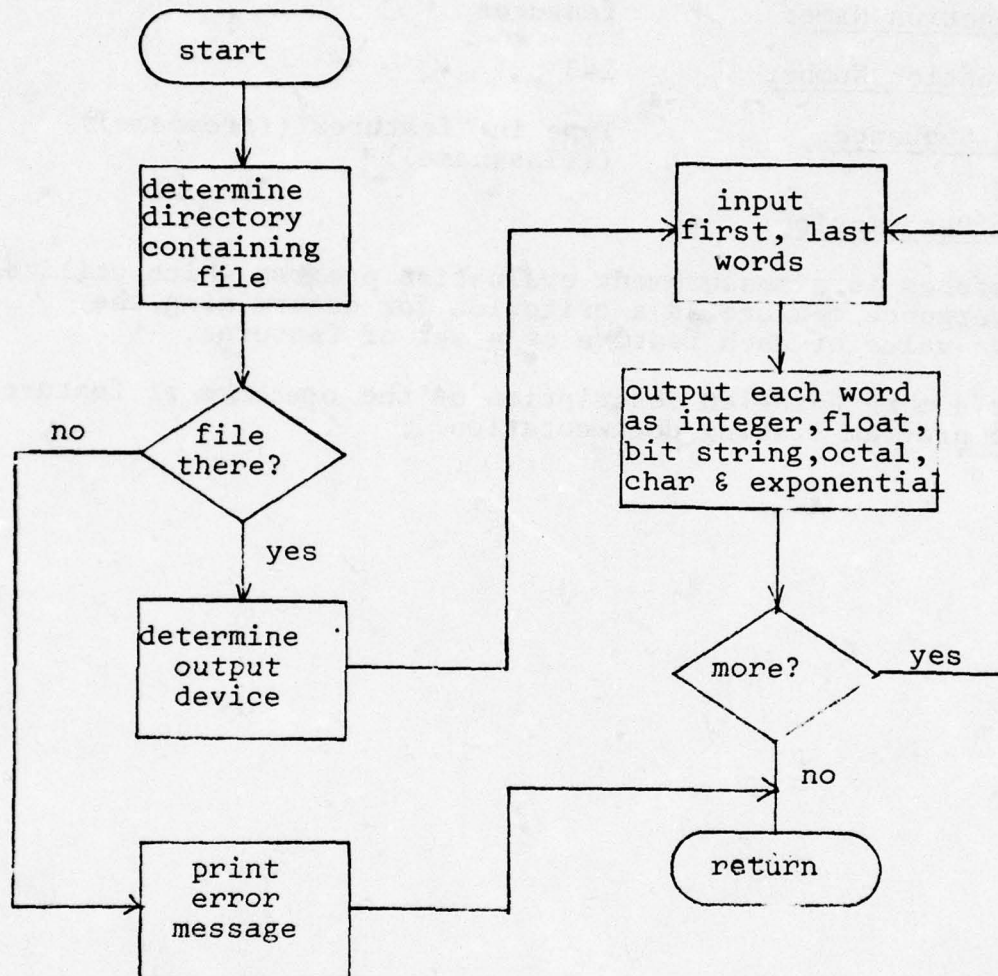 start
determine
directory
containing
file
no
file
there?
yes
determine
output
device
print
error
message
input
first, last
words
output each word
as integer,float,
bit string,octal,
char & exponential
more?
yes
no
return